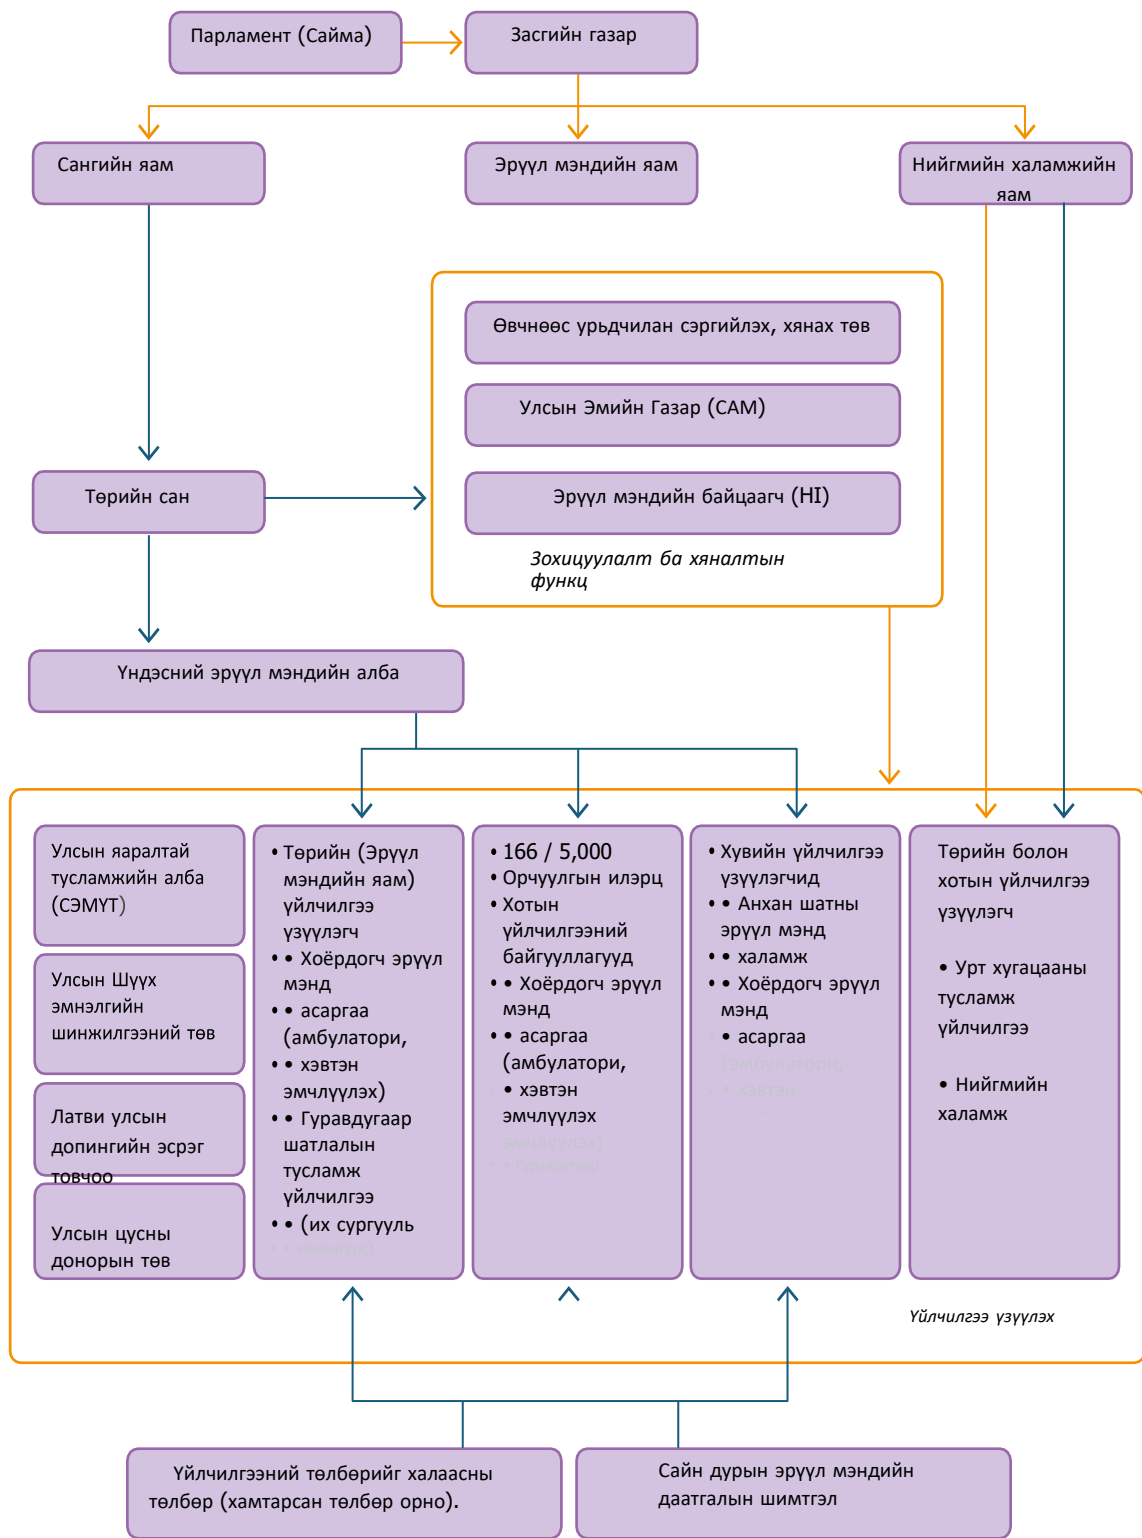 Парламент (Сайма)
Засгийн газар
Сангийн яам
Эрүүл мэндийн яам
Нийгмийн халамжийн
яам
Өвчнөөс урьдчилан сэргийлэх, хянах төв
Улсын Эмийн Газар (САМ)
Эрүүл мэндийн байцаагч (HI)
Зохицуулалт ба хяналтын
функц
Төрийн сан
Үндэсний эрүүл мэндийн алба
Улсын яаралтай
тусламжийн алба
(СЭМҮТ)
Улсын Шүүх
эмнэлгийн
шинжилгээний төв
Латви улсын
допингийн эсрэг
товчоо
Улсын цусны
донорын төв
• Төрийн (Эрүүл
мэндийн яам)
үйлчилгээ
үзүүлэгч
• • Хоёрдогч эрүүл
мэнд
• • асаргаа
(амбулатори,
• • хэвтэн
эмчлүүлэх)
• • Гуравдугаар
шатлалын
тусламж
үйлчилгээ
• • (их сургууль
• 166 / 5,000
• Орчуулгын илэрц
• Хотын
үйлчилгээний
байгууллагууд
• • Хоёрдогч эрүүл
мэнд
• • асаргаа
(амбулатори,
• • хэвтэн
эмчлүүлэх
эмчлүүлэх)
• • Гуравдугаар
• Хувийн үйлчилгээ
үзүүлэгчид
• • Анхан шатны
эрүүл мэнд
• • халамж
• • Хоёрдогч эрүүл
мэнд
• • асаргаа
(амбулатори,
• • хэвтэн
Төрийн болон
хотын үйлчилгээ
үзүүлэгч
• Урт хугацааны
тусламж
үйлчилгээ
• Нийгмийн
халамж
Үйлчилгээ үзүүлэх
Үйлчилгээний төлбөрийг халаасны
төлбөр (хамтарсан төлбөр орно).
Сайн дурын эрүүл мэндийн
даатгалын шимтгэл